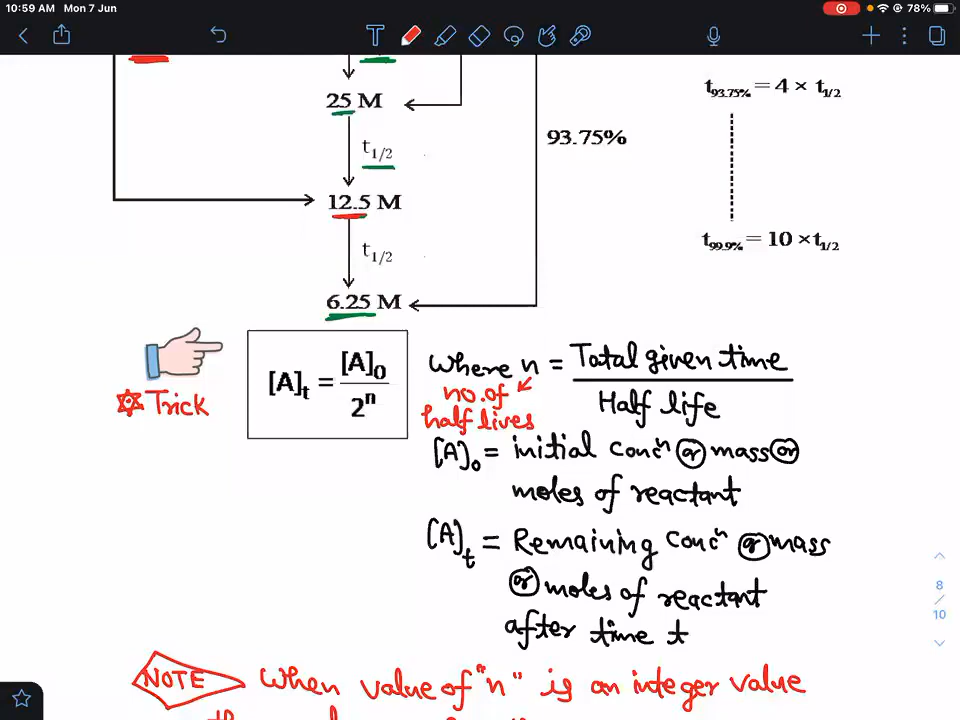 10:59 AM Mon 7 Jun
78%
T
25 M
t1/2
12.5 M
t1/2
6.25 M
93.75%
t93.75% = 4 × t1/2
t99.9% = 10 × t1/2
Trick
[A]t = [A]0 / 2^n
Where n = Total given time / Half life
no. of
half lives
[A]0 = initial concn or mass or
moles of reactant
[A]t = Remaining concn or mass
or moles of reactant
after time t
8
/
10
NOTE When value of "n" is an integer value